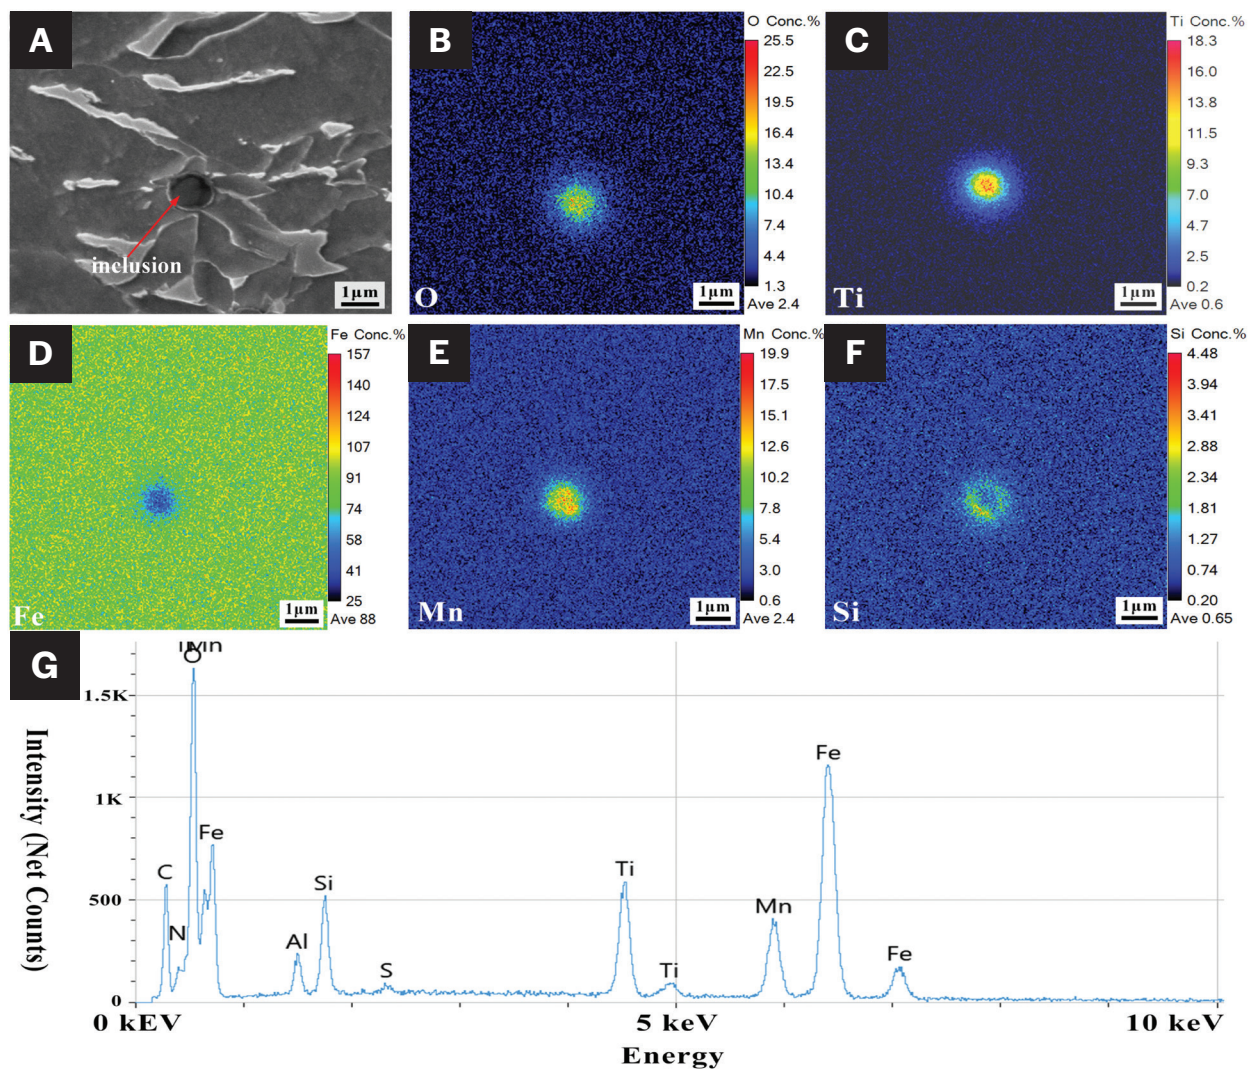 A
inclusion
1μm
B
O Conc.%
25.5
22.5
19.5
16.4
13.4
10.4
7.4
4.4
1.3
Ave 2.4
O
1μm
C
Ti Conc.%
18.3
16.0
13.8
11.5
9.3
7.0
4.7
2.5
0.2
Ave 0.6
Ti
1μm
D
Fe Conc.%
157
140
124
107
91
74
58
41
25
Ave 88
Fe
1μm
E
Mn Conc.%
19.9
17.5
15.1
12.6
10.2
7.8
5.4
3.0
0.6
Ave 2.4
Mn
1μm
F
Si Conc.%
4.48
3.94
3.41
2.88
2.34
1.81
1.27
0.74
0.20
Ave 0.65
Si
1μm
G
Intensity (Net Counts)
1.5K
1K
500
0
C
N
O
Fe
Al
Si
S
Ti
Ti
Mn
Fe
Fe
0 kEV
5 keV
10 keV
Energy